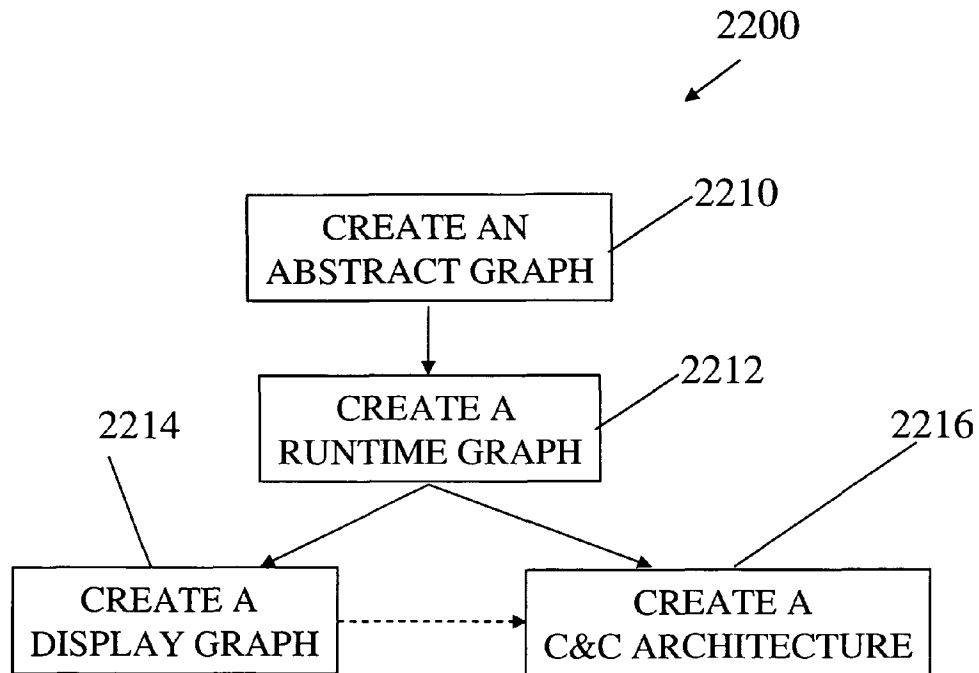 2200
2210
CREATE AN
ABSTRACT GRAPH
2212
CREATE A
RUNTIME GRAPH
2214
2216
CREATE A
DISPLAY GRAPH
CREATE A
C&C ARCHITECTURE